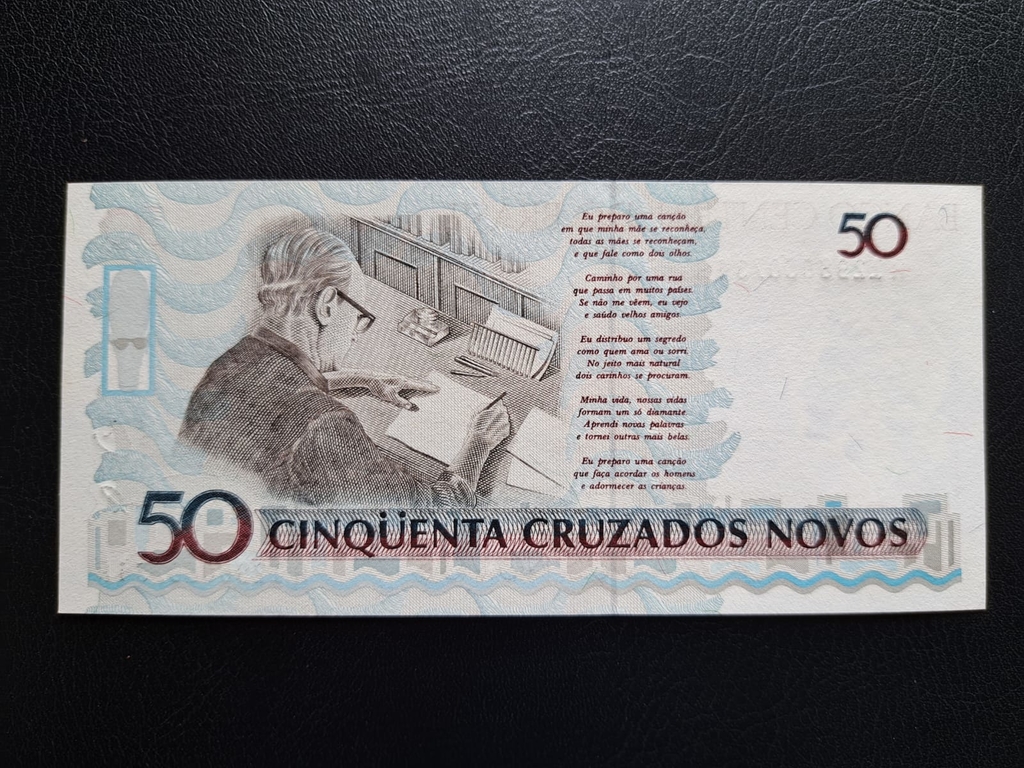 Eu preparo uma canção
em que minha mãe se reconheça,
todas as mães se reconheçam,
e que fale como dois olhos.
Caminho por uma rua
que passa em muitos países.
Se não me vêem, eu vejo
e saúdo velhos amigos.
Eu distribuo um segredo
como quem ama ou sorri.
No jeito mais natural
dois carinhos se procuram.
Minha vida, nossas vidas
formam um só diamante.
Aprendi novas palavras
e tornei outras mais belas.
Eu preparo uma canção
que faça acordar os homens
e adormecer as crianças.
50
50 CINQÜENTA CRUZADOS NOVOS